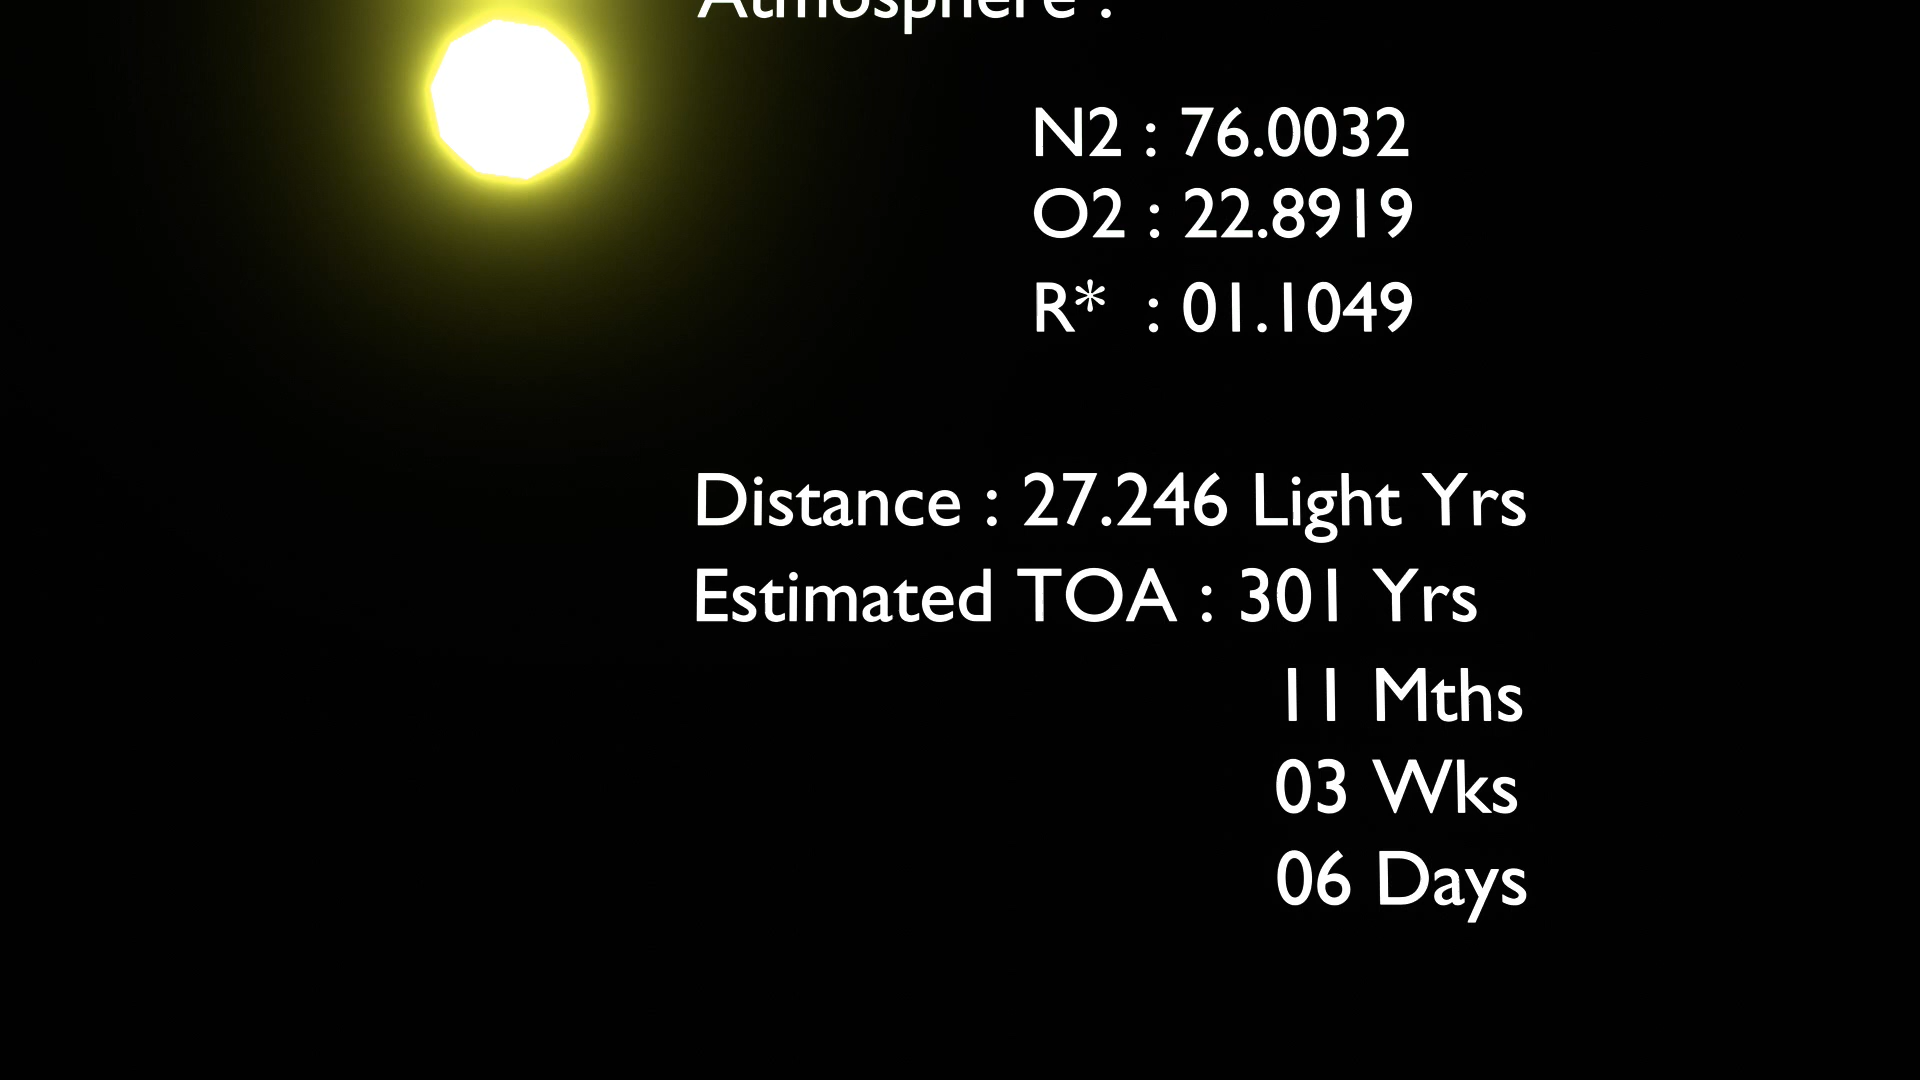 Atmosphere :
N2 : 76.0032
O2 : 22.8919
R* : 01.1049
Distance : 27.246 Light Yrs
Estimated TOA : 301 Yrs
11 Mths
03 Wks
06 Days